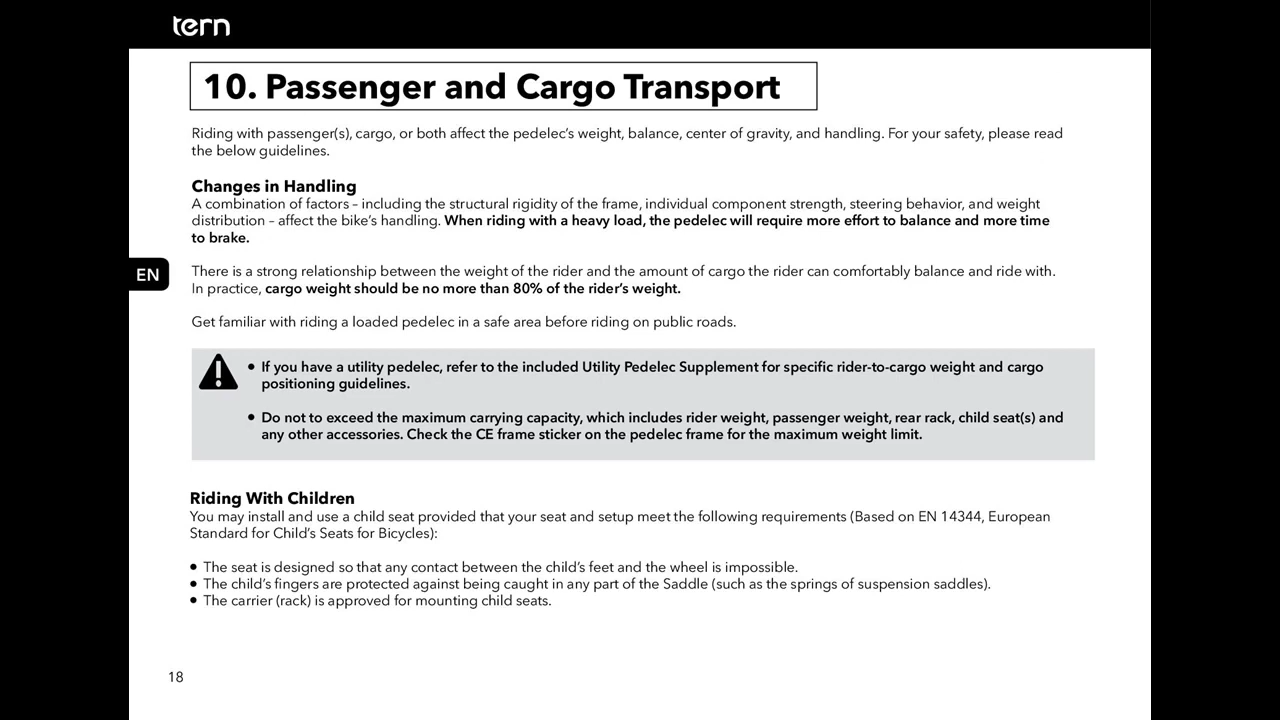 tern
10. Passenger and Cargo Transport
Riding with passenger(s), cargo, or both affect the pedelec’s weight, balance, center of gravity, and handling. For your safety, please read
the below guidelines.
Changes in Handling
A combination of factors – including the structural rigidity of the frame, individual component strength, steering behavior, and weight
distribution – affect the bike’s handling. When riding with a heavy load, the pedelec will require more effort to balance and more time
to brake.
EN
There is a strong relationship between the weight of the rider and the amount of cargo the rider can comfortably balance and ride with.
In practice, cargo weight should be no more than 80% of the rider’s weight.
Get familiar with riding a loaded pedelec in a safe area before riding on public roads.
● If you have a utility pedelec, refer to the included Utility Pedelec Supplement for specific rider-to-cargo weight and cargo
positioning guidelines.
● Do not to exceed the maximum carrying capacity, which includes rider weight, passenger weight, rear rack, child seat(s) and
any other accessories. Check the CE frame sticker on the pedelec frame for the maximum weight limit.
Riding With Children
You may install and use a child seat provided that your seat and setup meet the following requirements (Based on EN 14344, European
Standard for Child’s Seats for Bicycles):
● The seat is designed so that any contact between the child’s feet and the wheel is impossible.
● The child’s fingers are protected against being caught in any part of the Saddle (such as the springs of suspension saddles).
● The carrier (rack) is approved for mounting child seats.
18